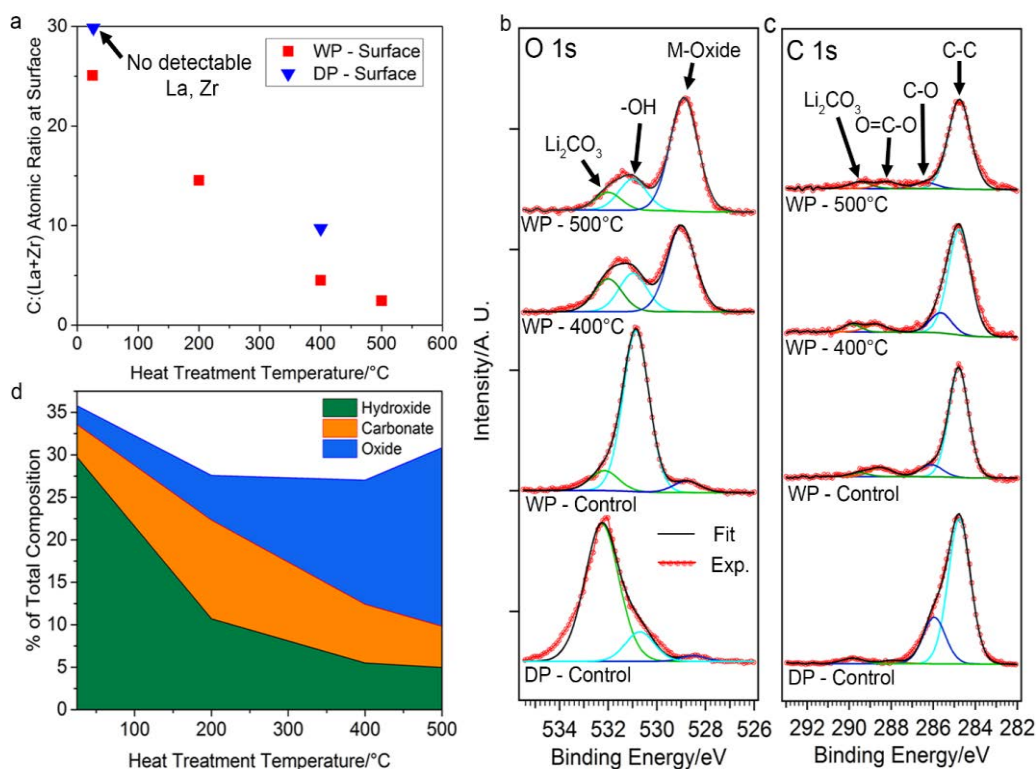 a
C:(La+Zr) Atomic Ratio at Surface
30
20
10
0
No detectable
La, Zr
WP - Surface
DP - Surface
0 100 200 300 400 500 600
Heat Treatment Temperature/°C
b
O 1s
M-Oxide
-OH
Li₂CO₃
WP - 500°C
WP - 400°C
WP - Control
Fit
Exp.
DP - Control
Intensity/A. U.
534 532 530 528 526
Binding Energy/eV
c
C 1s
C-C
C-O
Li₂CO₃
O=C-O
WP - 500°C
WP - 400°C
WP - Control
DP - Control
292 290 288 286 284 282
Binding Energy/eV
d
% of Total Composition
35
30
25
20
15
10
5
0
Hydroxide
Carbonate
Oxide
100 200 300 400 500
Heat Treatment Temperature/°C